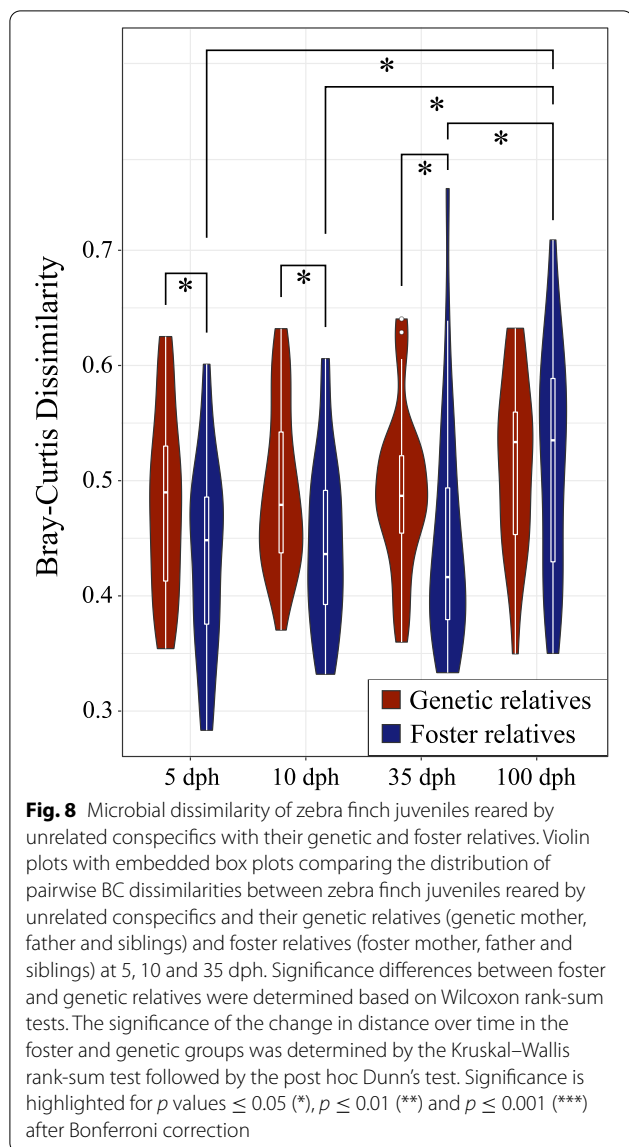 *
*
*
*
*
*
0.7
0.6
0.5
0.4
0.3
Bray-Curtis Dissimilarity
Genetic relatives
Foster relatives
5 dph 10 dph 35 dph 100 dph
Fig. 8 Microbial dissimilarity of zebra finch juveniles reared by
unrelated conspecifics with their genetic and foster relatives. Violin
plots with embedded box plots comparing the distribution of
pairwise BC dissimilarities between zebra finch juveniles reared by
unrelated conspecifics and their genetic relatives (genetic mother,
father and siblings) and foster relatives (foster mother, father and
siblings) at 5, 10 and 35 dph. Significance differences between foster
and genetic relatives were determined based on Wilcoxon rank-sum
tests. The significance of the change in distance over time in the
foster and genetic groups was determined by the Kruskal–Wallis
rank-sum test followed by the post hoc Dunn's test. Significance is
highlighted for p values ≤ 0.05 (*), p ≤ 0.01 (**) and p ≤ 0.001 (***)
after Bonferroni correction